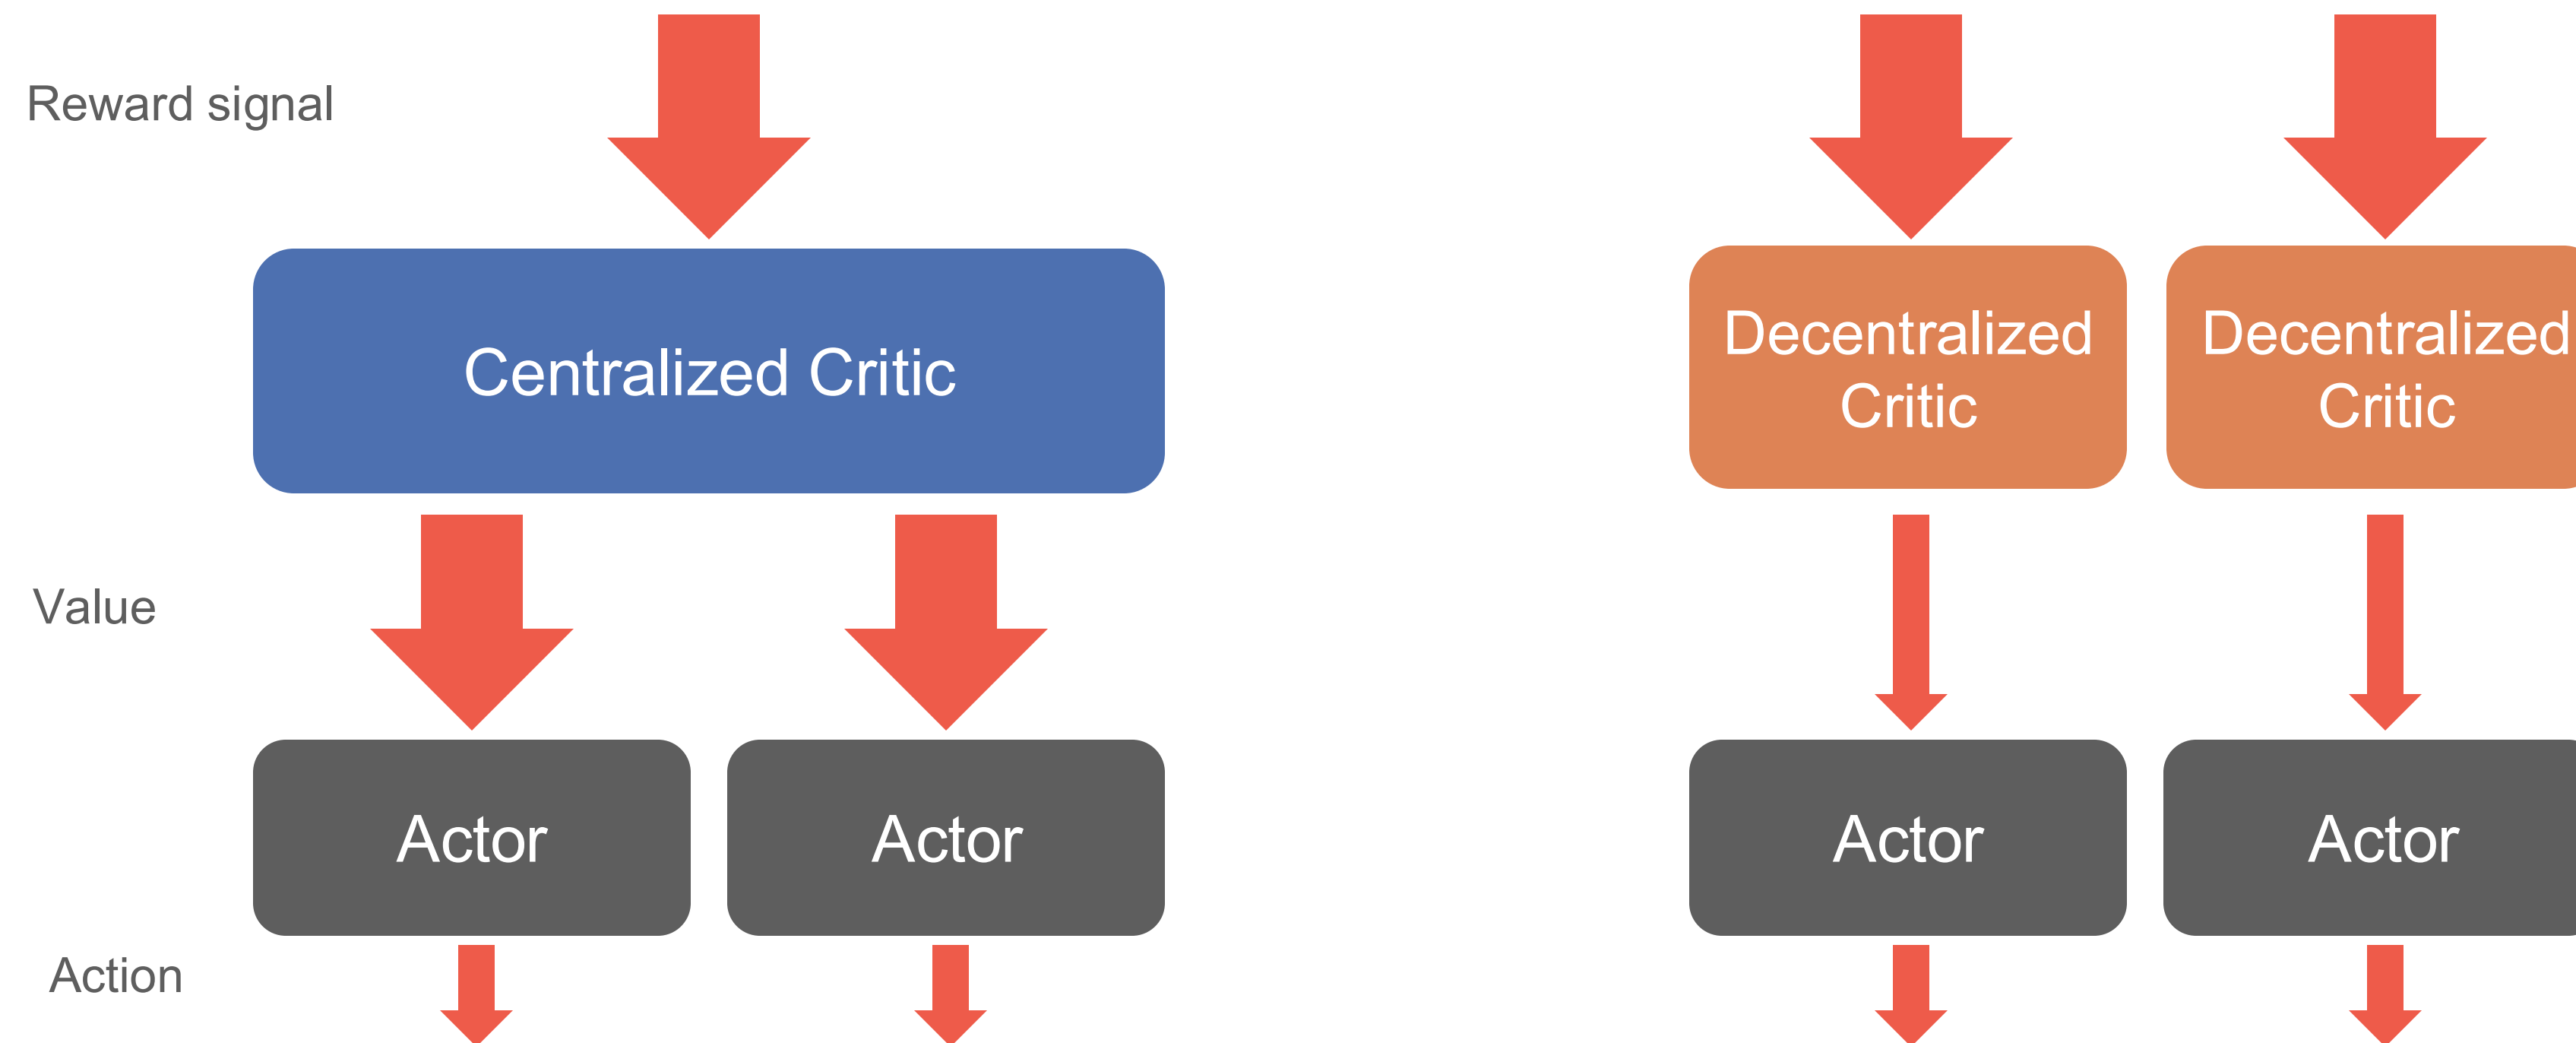 Reward signal
Centralized Critic
Decentralized
Critic
Decentralized
Critic
Value
Actor
Actor
Actor
Actor
Action